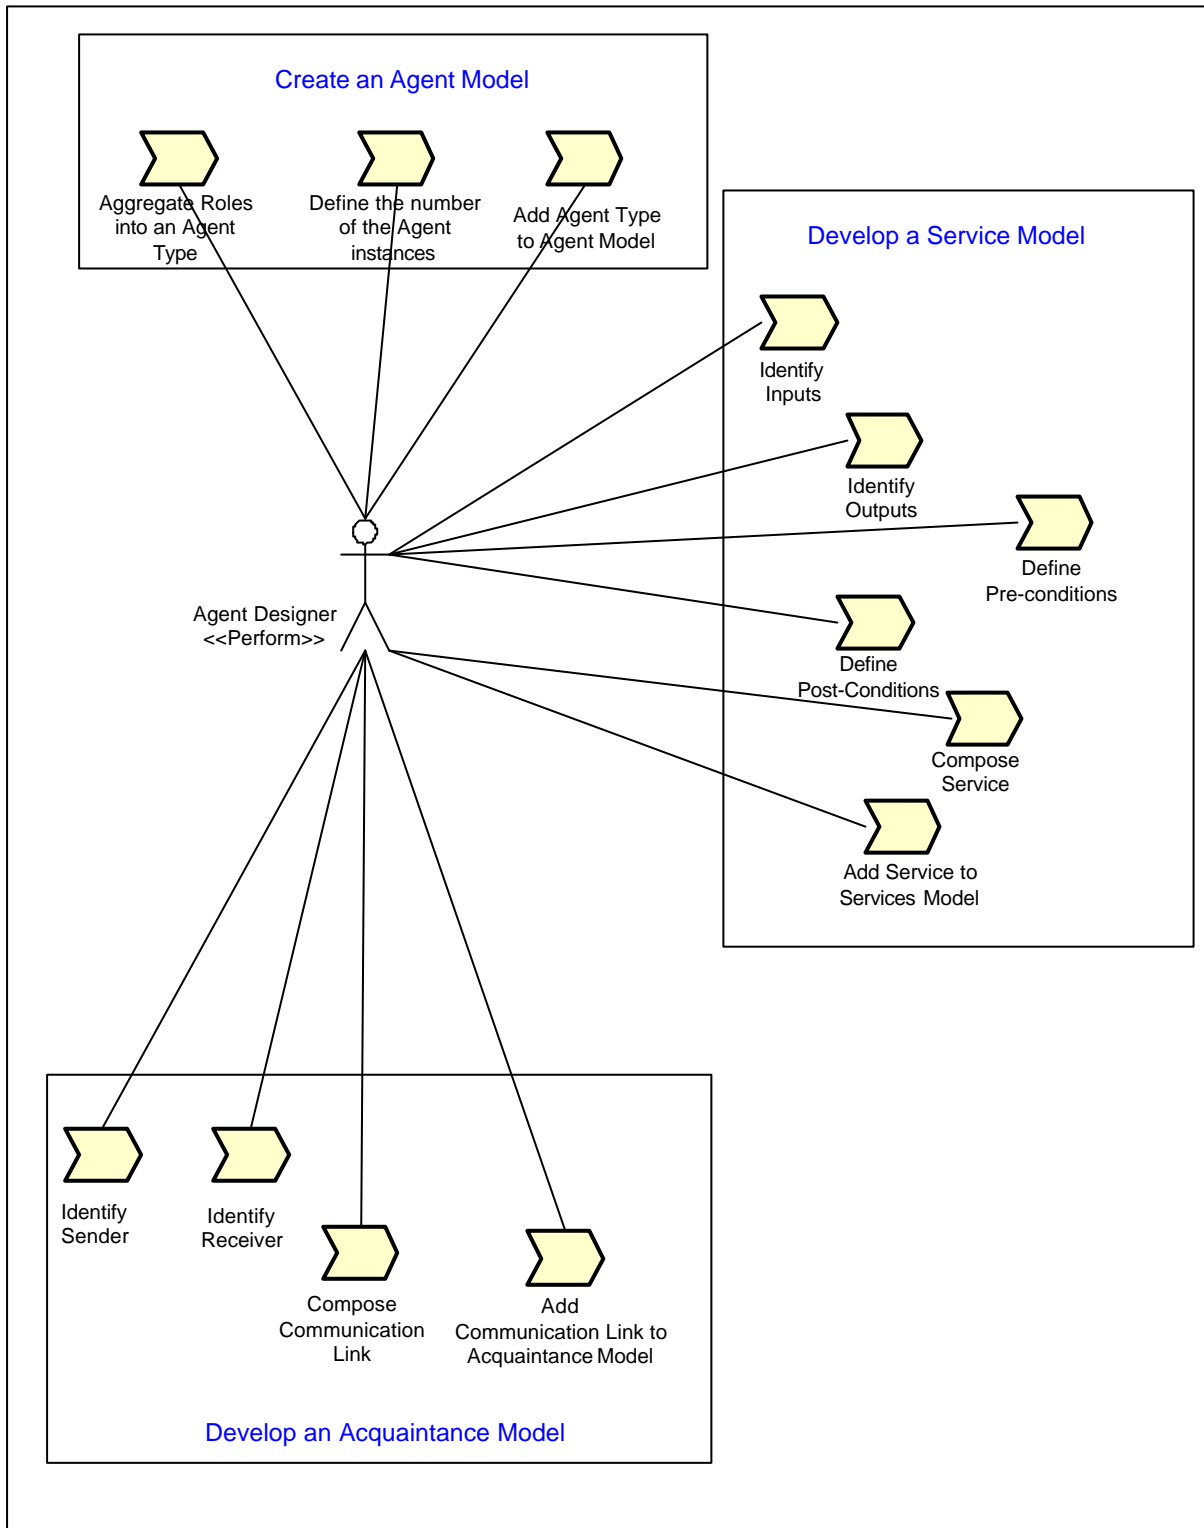 Create an Agent Model
Aggregate Roles
into an Agent
Type
Define the number
of the Agent
instances
Add Agent Type
to Agent Model
Develop a Service Model
Identify
Inputs
Identify
Outputs
Define
Pre-conditions
Agent Designer
<<Perform>>
Define
Post-Conditions
Compose
Service
Add Service to
Services Model
Identify
Sender
Identify
Receiver
Compose
Communication
Link
Add
Communication Link to
Acquaintance Model
Develop an Acquaintance Model